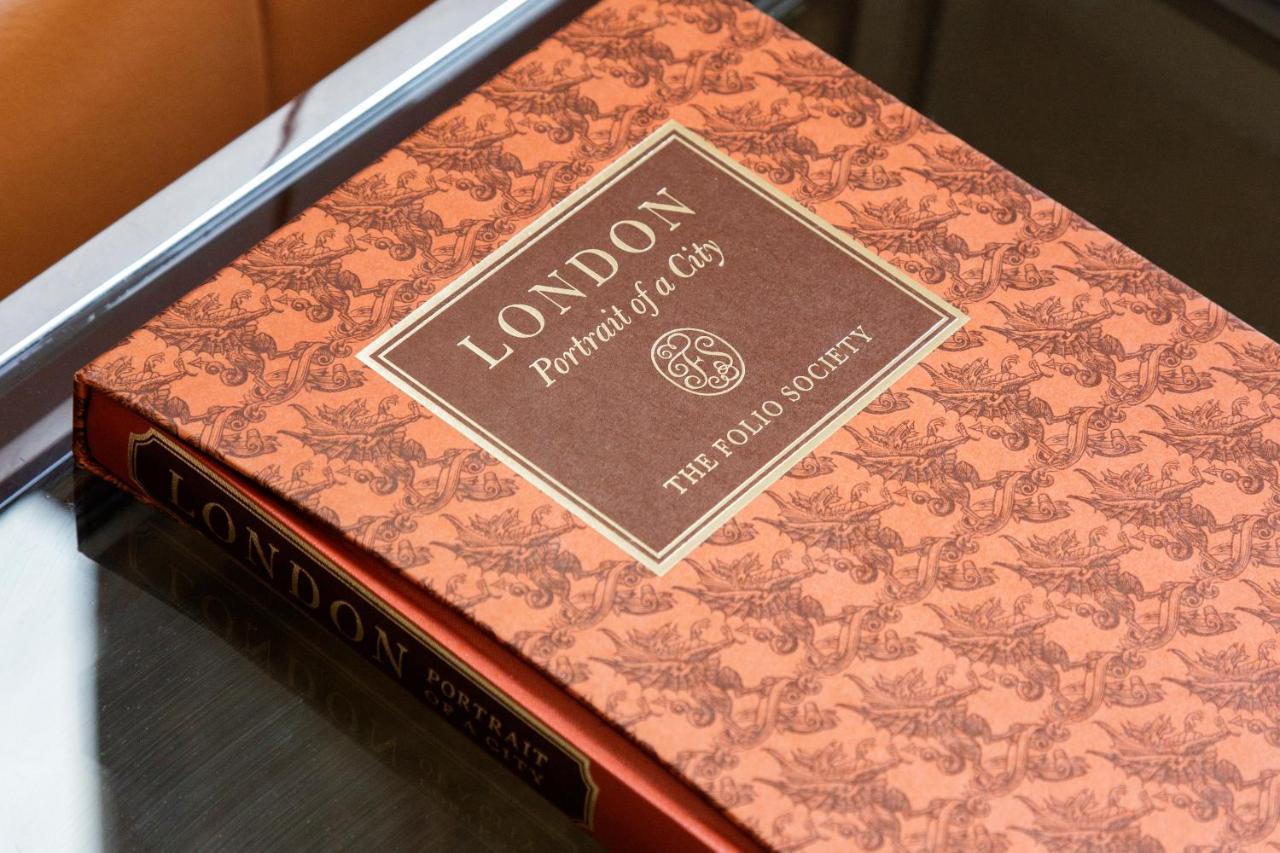 LONDON
Portrait of a City
FS
THE FOLIO SOCIETY
LONDON
PORTRAIT
OF A CITY